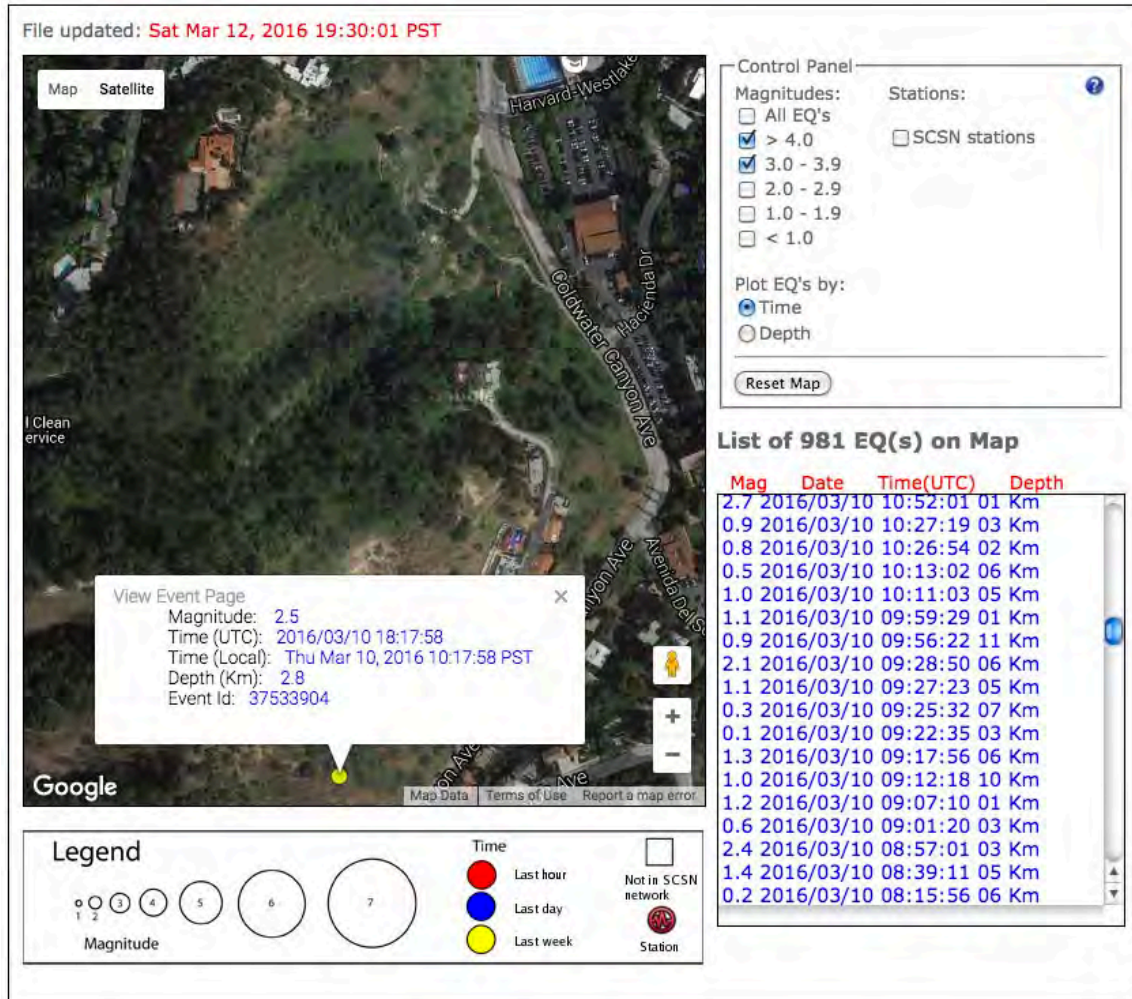 File updated: Sat Mar 12, 2016 19:30:01 PST
Map Satellite
Harvard-Westlake
Coldwater Canyon Ave
Hacienda Dr
l Clean
ervice
nyon Ave
Avenida Del S
View Event Page
Magnitude: 2.5
Time (UTC): 2016/03/10 18:17:58
Time (Local): Thu Mar 10, 2016 10:17:58 PST
Depth (Km): 2.8
Event Id: 37533904
+
−
on Ave
Ave
Google
Map Data Terms of Use Report a map error
Legend
1 2 3 4 5 6 7
Magnitude
Time
Last hour
Last day
Last week
Not in SCSN
network
Station
Control Panel
?
Magnitudes:
All EQ's
> 4.0
3.0 - 3.9
2.0 - 2.9
1.0 - 1.9
< 1.0
Stations:
SCSN stations
Plot EQ's by:
Time
Depth
Reset Map
List of 981 EQ(s) on Map
Mag Date Time(UTC) Depth
2.7 2016/03/10 10:52:01 01 Km
0.9 2016/03/10 10:27:19 03 Km
0.8 2016/03/10 10:26:54 02 Km
0.5 2016/03/10 10:13:02 06 Km
1.0 2016/03/10 10:11:03 05 Km
1.1 2016/03/10 09:59:29 01 Km
0.9 2016/03/10 09:56:22 11 Km
2.1 2016/03/10 09:28:50 06 Km
1.1 2016/03/10 09:27:23 05 Km
0.3 2016/03/10 09:25:32 07 Km
0.1 2016/03/10 09:22:35 03 Km
1.3 2016/03/10 09:17:56 06 Km
1.0 2016/03/10 09:12:18 10 Km
1.2 2016/03/10 09:07:10 01 Km
0.6 2016/03/10 09:01:20 03 Km
2.4 2016/03/10 08:57:01 03 Km
1.4 2016/03/10 08:39:11 05 Km
0.2 2016/03/10 08:15:56 06 Km